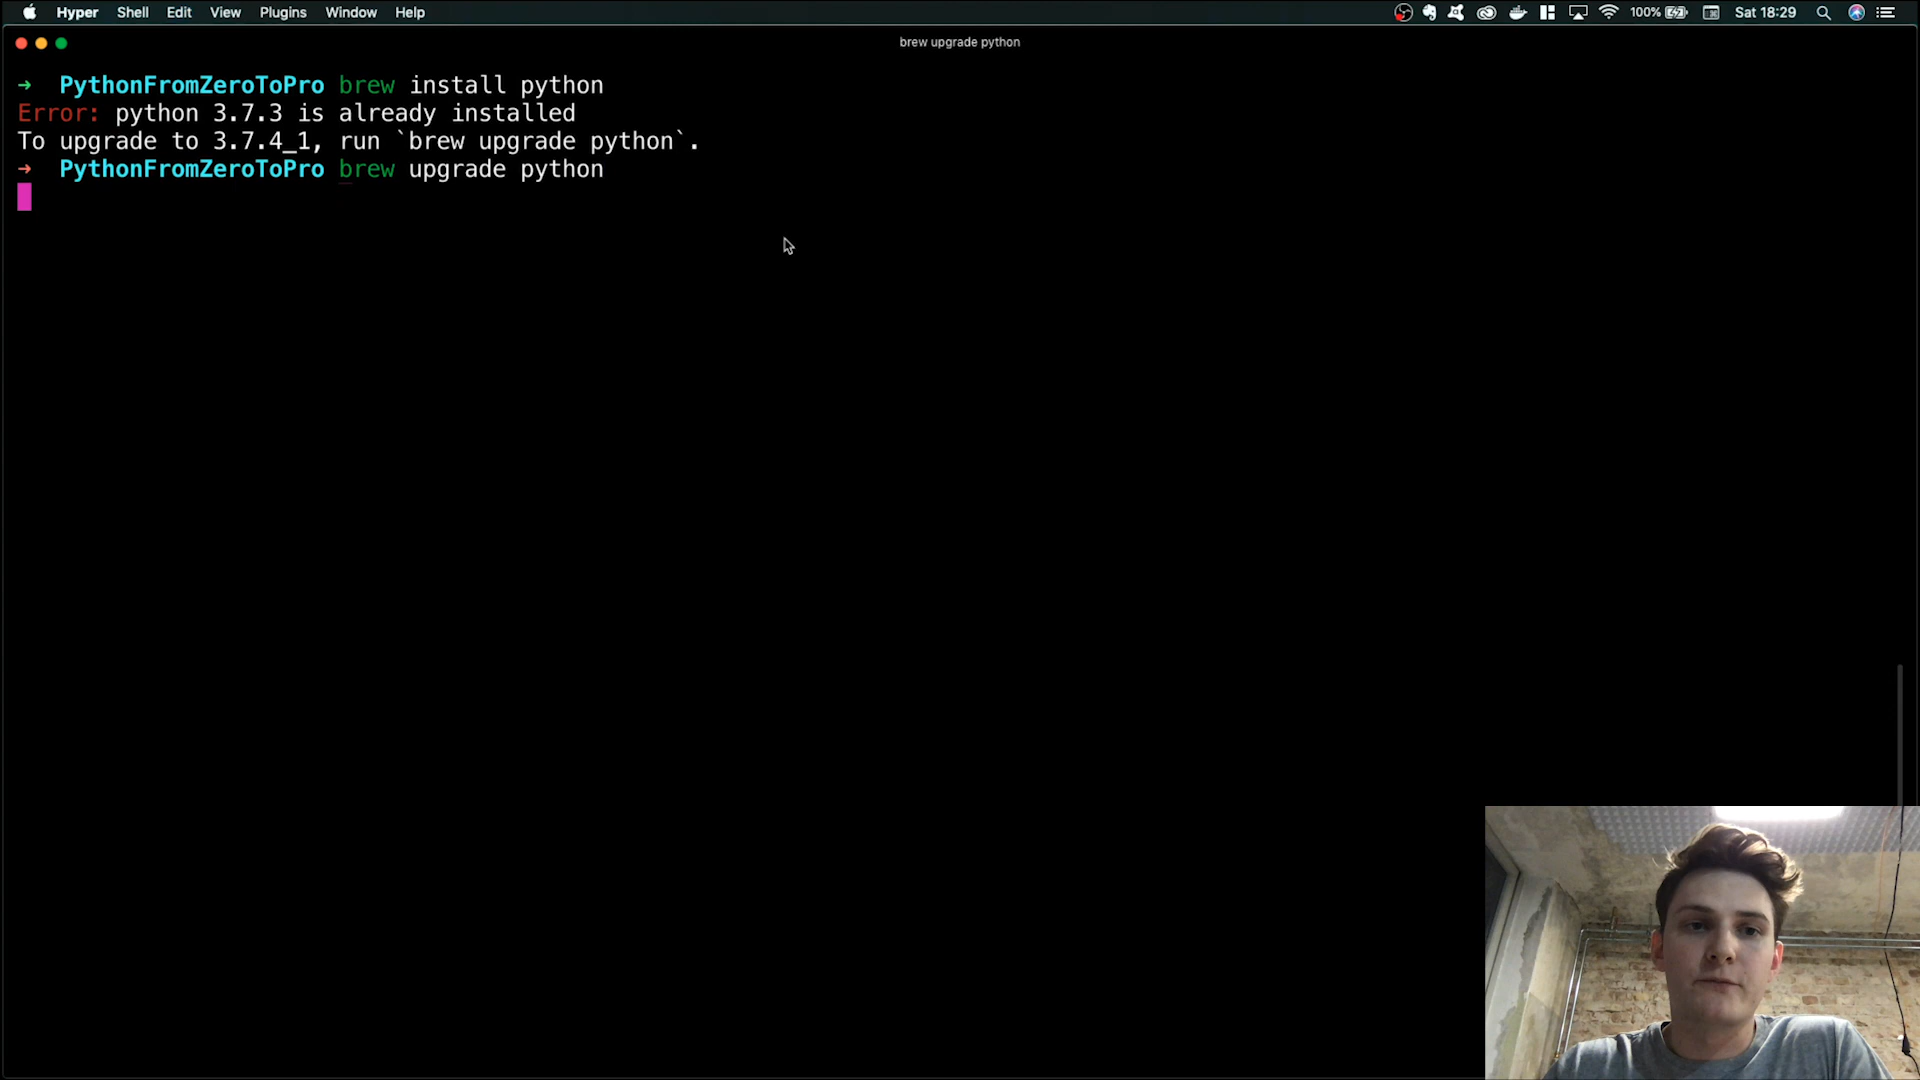 Hyper Shell Edit View Plugins Window Help 100% Sat 18:29
brew upgrade python
➜ PythonFromZeroToPro brew install python
Error: python 3.7.3 is already installed
To upgrade to 3.7.4_1, run `brew upgrade python`.
➜ PythonFromZeroToPro brew upgrade python